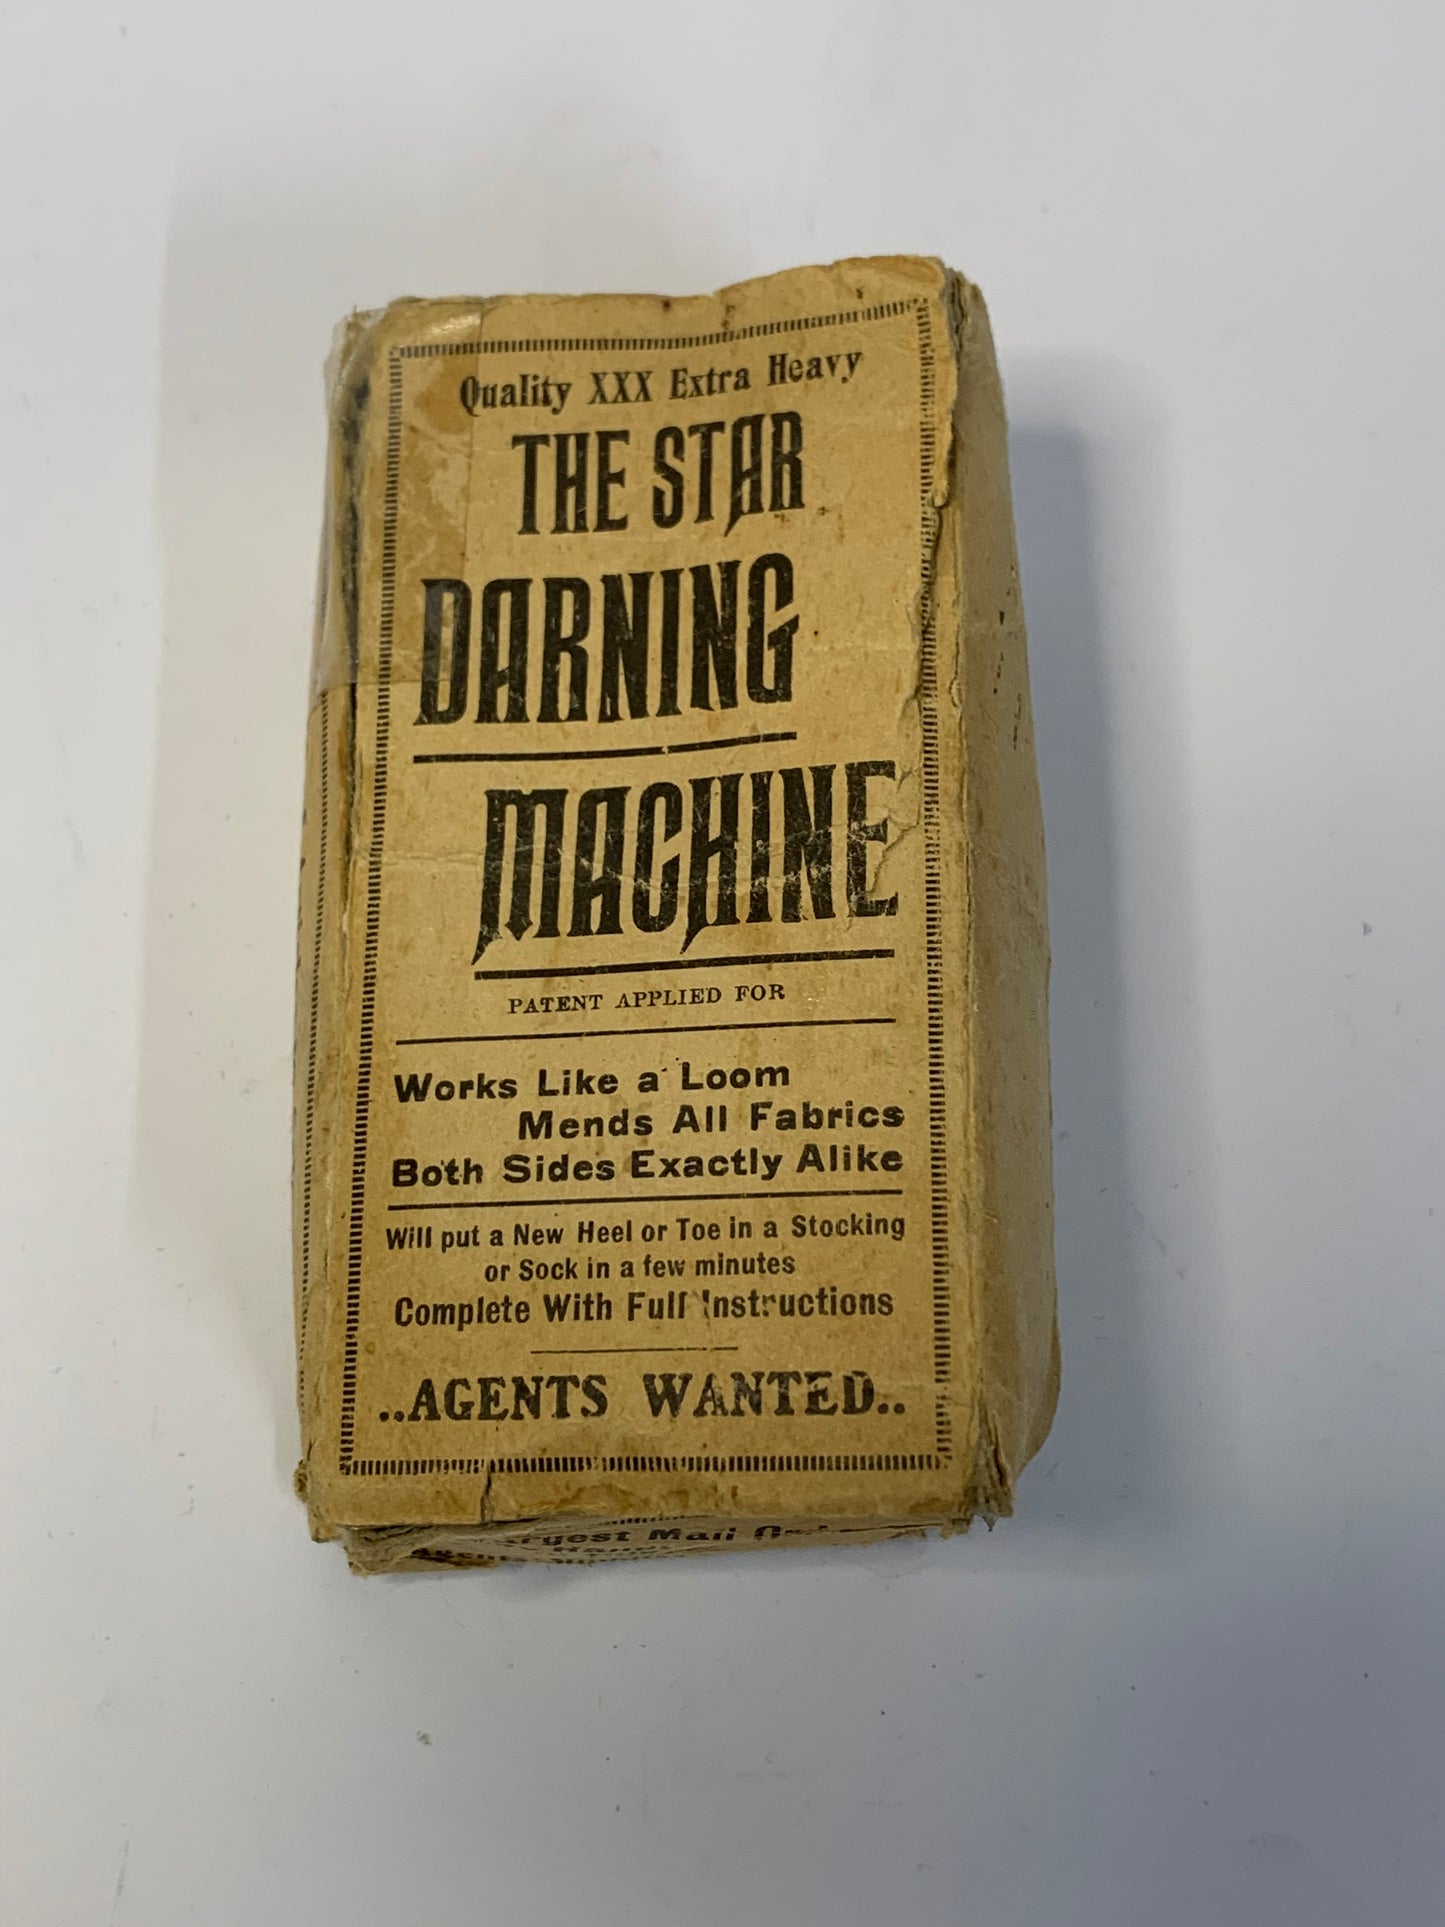 Quality XXX Extra Heavy
THE STAR
DARNING
MACHINE
PATENT APPLIED FOR
Works Like a Loom
Mends All Fabrics
Both Sides Exactly Alike
Will put a New Heel or Toe in a Stocking
or Sock in a few minutes
Complete With Full Instructions
..AGENTS WANTED..
Mail